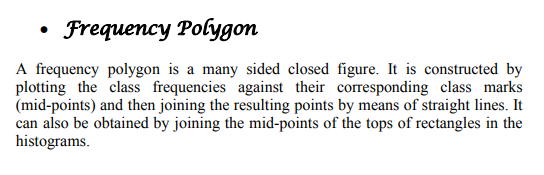 • Frequency Polygon
A frequency polygon is a many sided closed figure. It is constructed by
plotting the class frequencies against their corresponding class marks
(mid-points) and then joining the resulting points by means of straight lines. It
can also be obtained by joining the mid-points of the tops of rectangles in the
histograms.